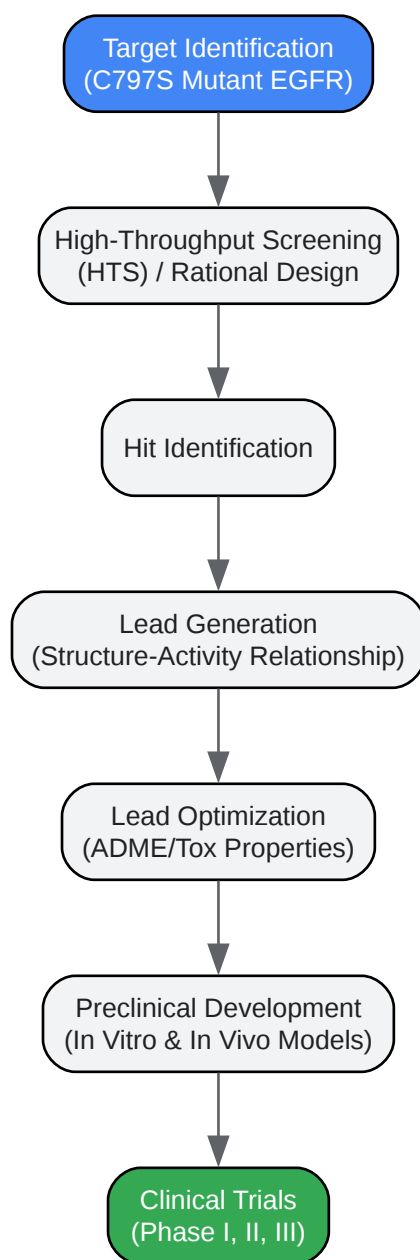 Target Identification
(C797S Mutant EGFR)
High-Throughput Screening
(HTS) / Rational Design
Hit Identification
Lead Generation
(Structure-Activity Relationship)
Lead Optimization
(ADME/Tox Properties)
Preclinical Development
(In Vitro & In Vivo Models)
Clinical Trials
(Phase I, II, III)